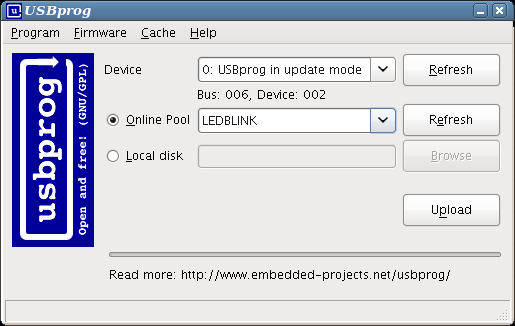 u USBprog
Program Firmware Cache Help
Device 0: USBprog in update mode Refresh
Bus: 006, Device: 002
Online Pool LEDBLINK Refresh
Local disk Browse
Upload
usbprog
Open and free! (GNU/GPL)
Read more: http://www.embedded-projects.net/usbprog/